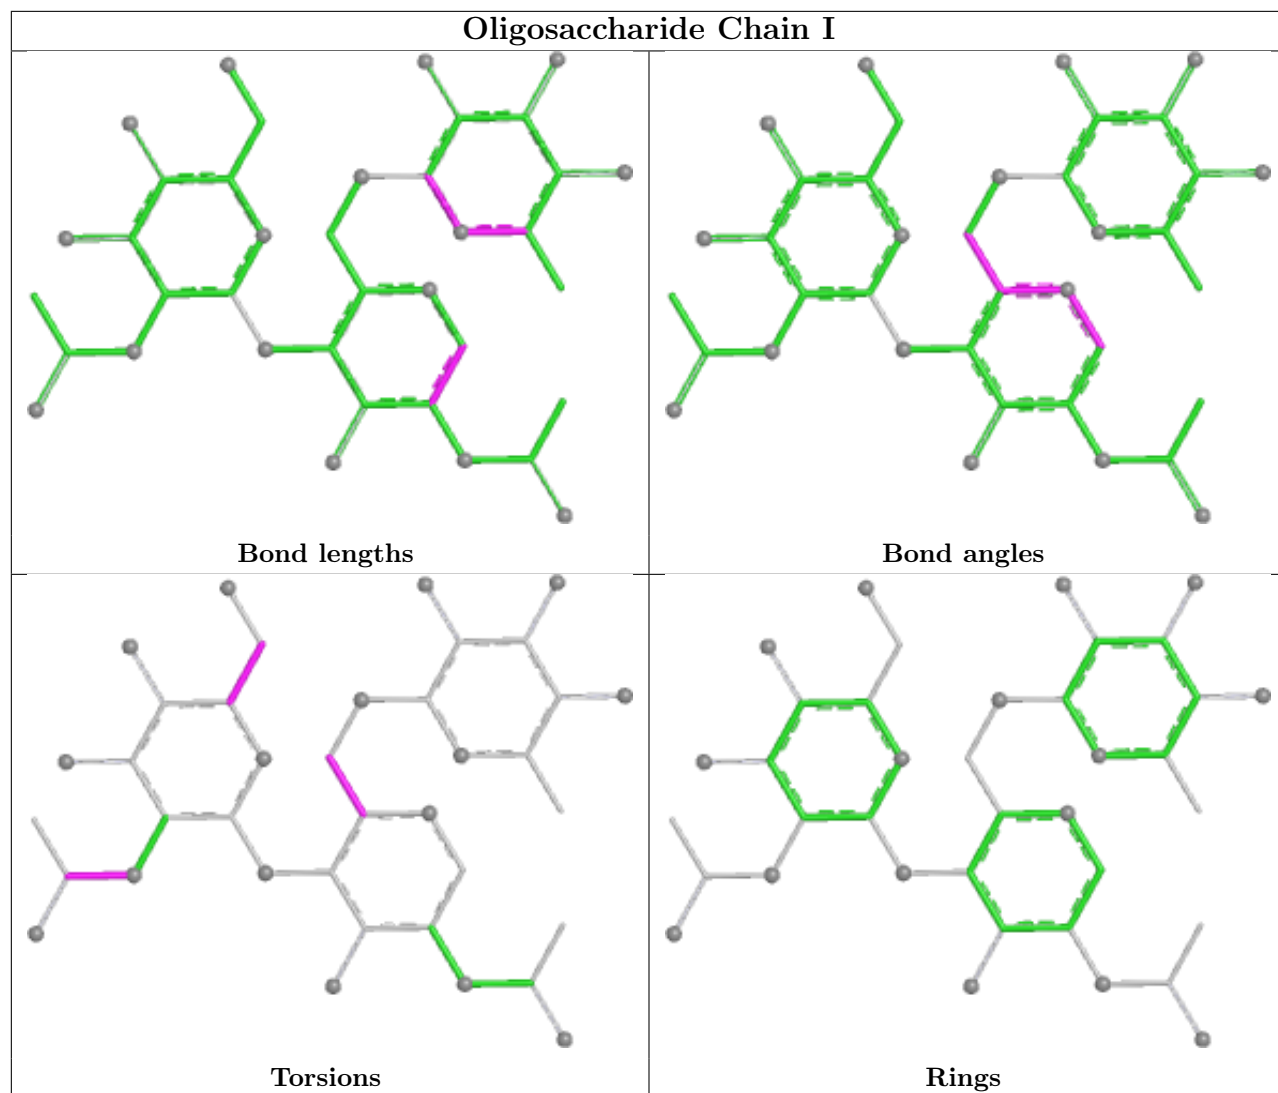 Oligosaccharide Chain I
Bond lengths
Bond angles
Torsions
Rings